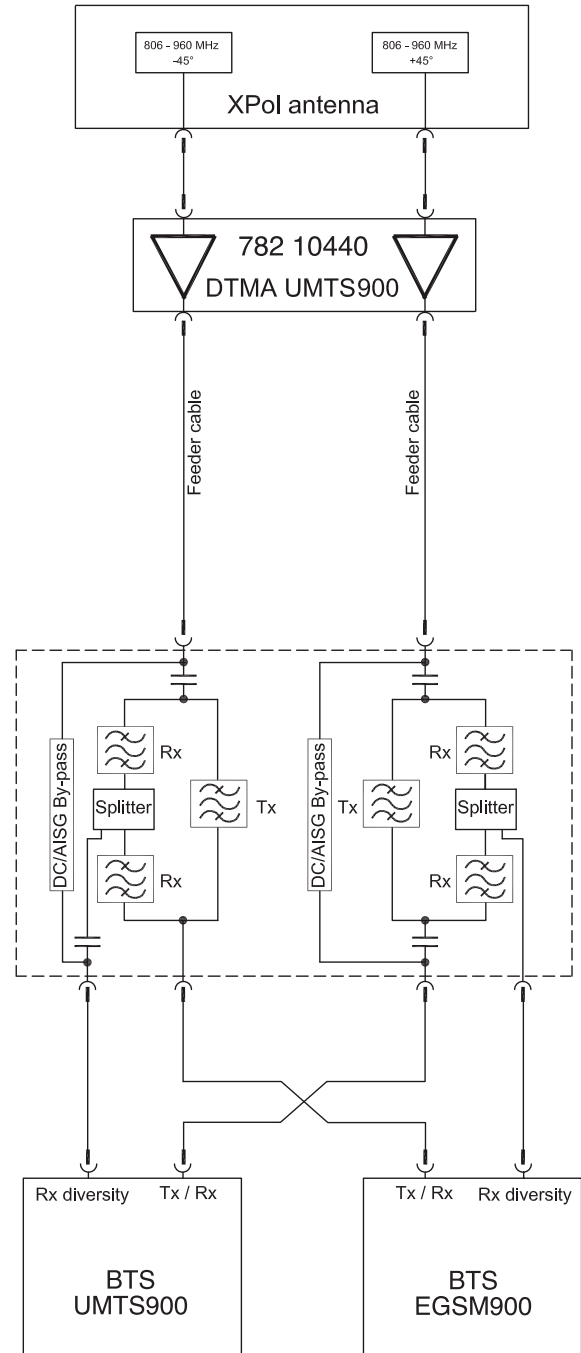 806 - 960 MHz
-45°
806 - 960 MHz
+45°
XPol antenna
782 10440
DTMA UMTS900
Feeder cable
Feeder cable
DC/AISG By-pass
Rx
Splitter
Rx
Tx
DC/AISG By-pass
Tx
Rx
Splitter
Rx
Rx diversity
Tx / Rx
BTS
UMTS900
Tx / Rx
Rx diversity
BTS
EGSM900